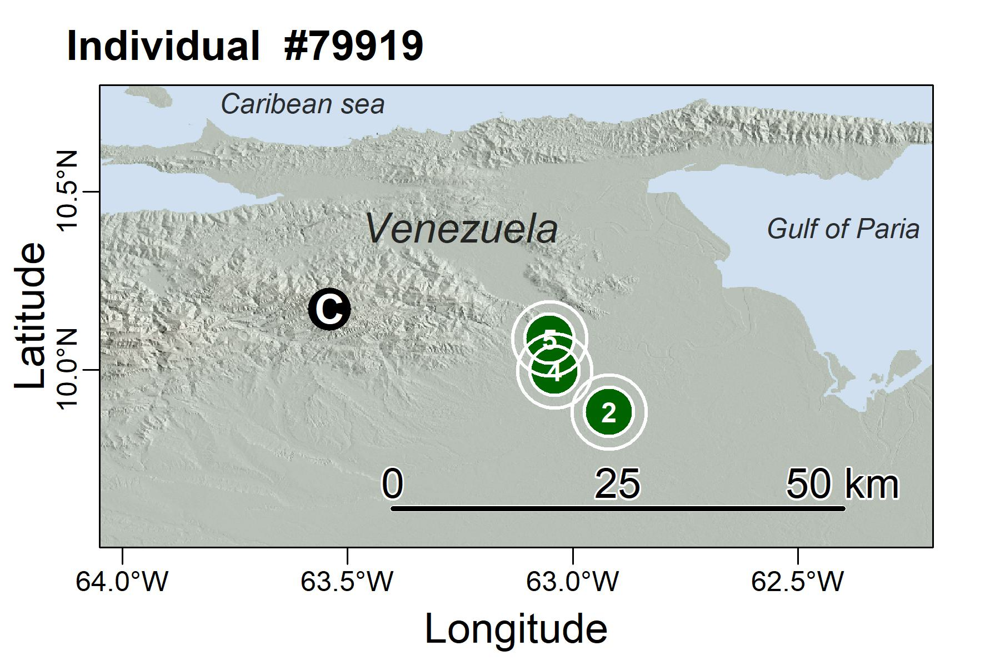 Individual #79919
Caribean sea
10.5°N
Venezuela
Gulf of Paria
Latitude
C
5
10.0°N
4
2
0 25 50 km
64.0°W 63.5°W 63.0°W 62.5°W
Longitude